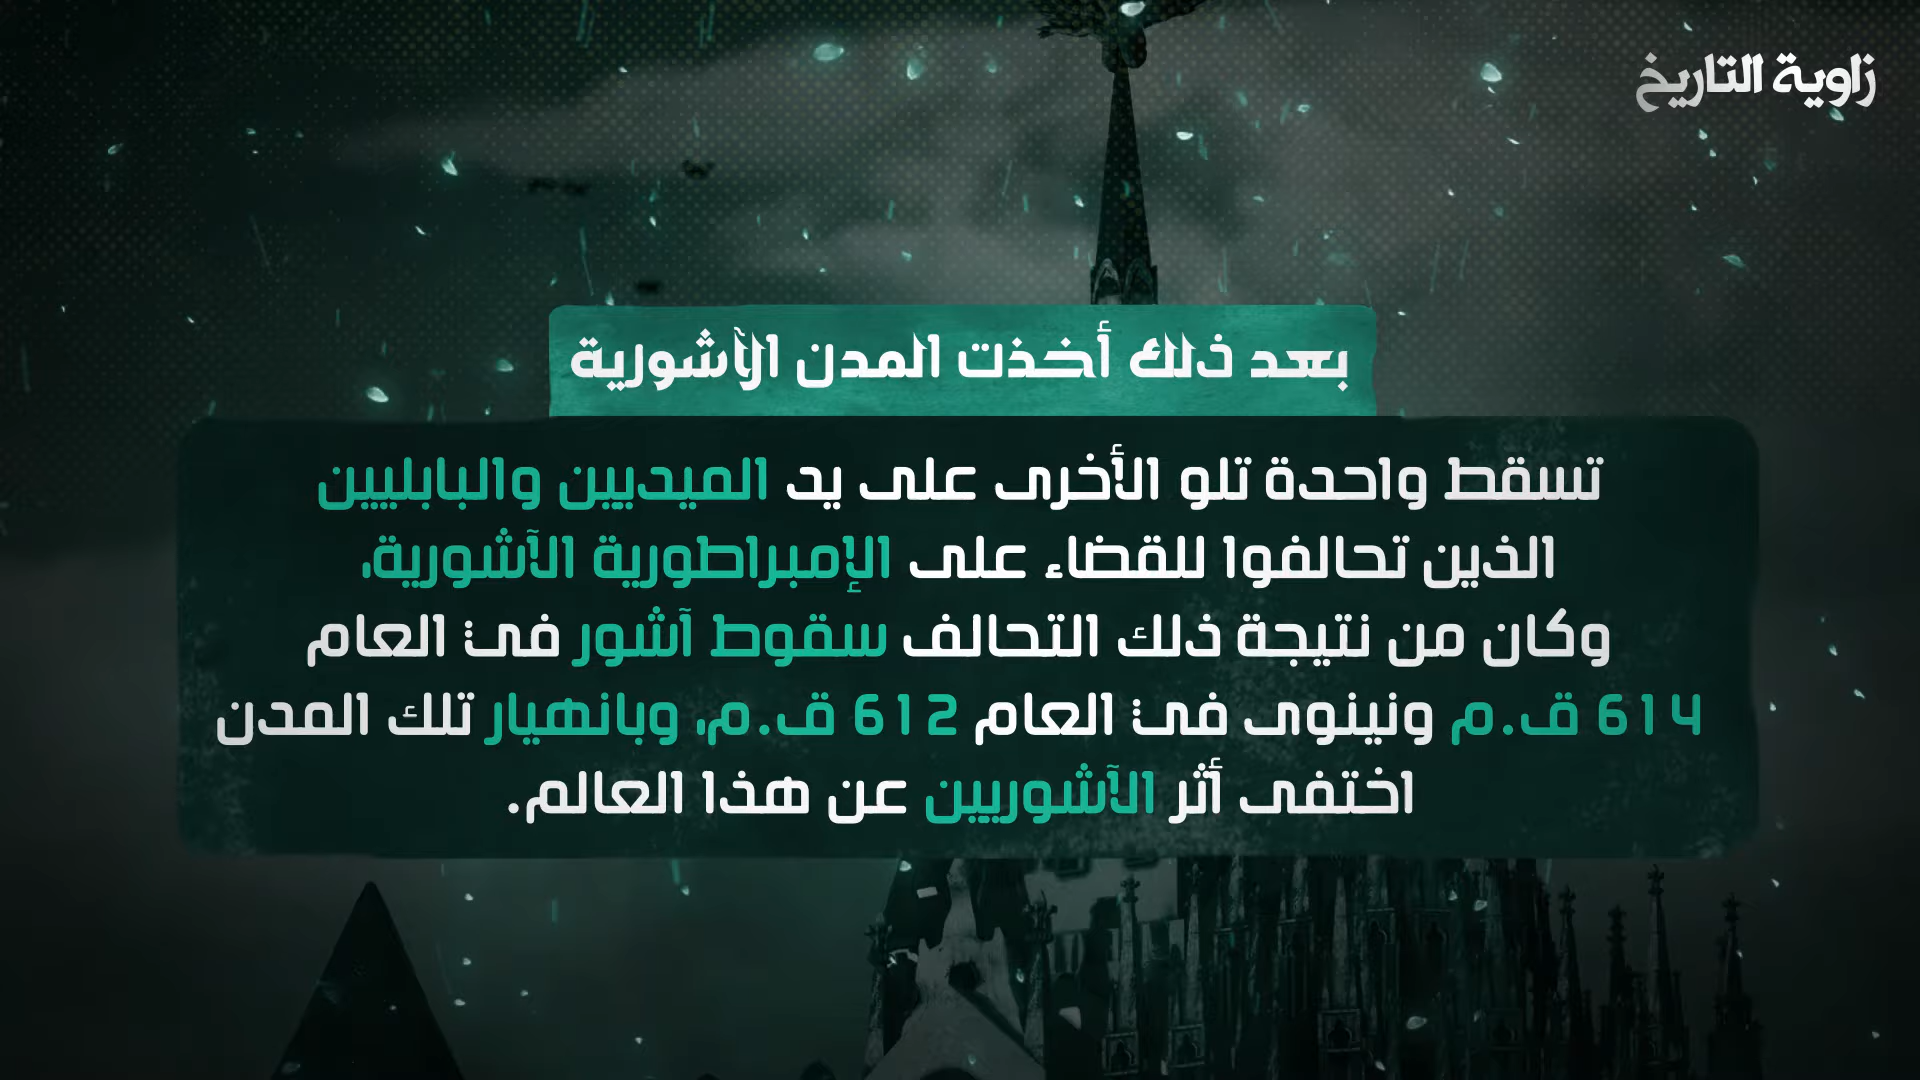 زاوية التاريخ
بعد ذلك أخذت المدن الآشورية
تسقط واحدة تلو الأخرى على يد الميديين والبابليين
الذين تحالفوا للقضاء على الإمبراطورية الآشورية،
وكان من نتيجة ذلك التحالف سقوط آشور في العام
614 ق.م ونينوى في العام 612 ق.م، وبانهيار تلك المدن
اختفى أثر الآشوريين عن هذا العالم.